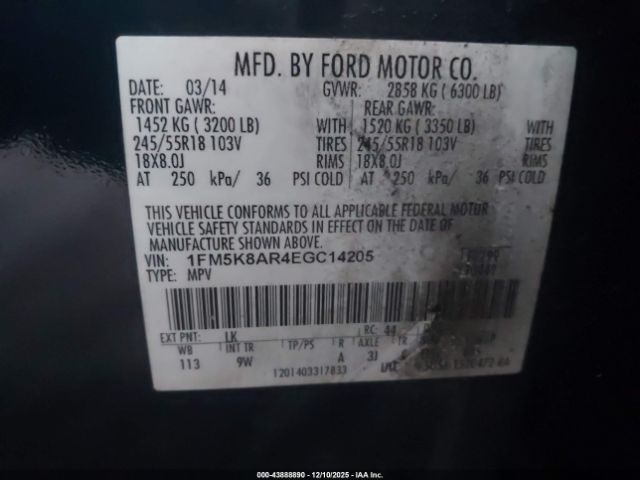 MFD. BY FORD MOTOR CO.
DATE: 03/14 GVWR: 2858 KG ( 6300 LB)
FRONT GAWR: REAR GAWR:
1452 KG ( 3200 LB) WITH 1520 KG ( 3350 LB) WITH
245/55R18 103V TIRES 245/55R18 103V TIRES
18X8.0J RIMS 18X8.0J RIMS
AT 250 kPa/ 36 PSI COLD AT 250 kPa/ 36 PSI COLD
THIS VEHICLE CONFORMS TO ALL APPLICABLE FEDERAL MOTOR
VEHICLE SAFETY STANDARDS IN EFFECT ON THE DATE OF
MANUFACTURE SHOWN ABOVE.
VIN: 1FM5K8AR4EGC14205
TYPE: MPV
EXT PNT: LK RC: 44
WB INT TR TP/PS R AXLE TR
113 9W A 3J
1201403317833
000-43888890 - 12/10/2025 - IAA Inc.